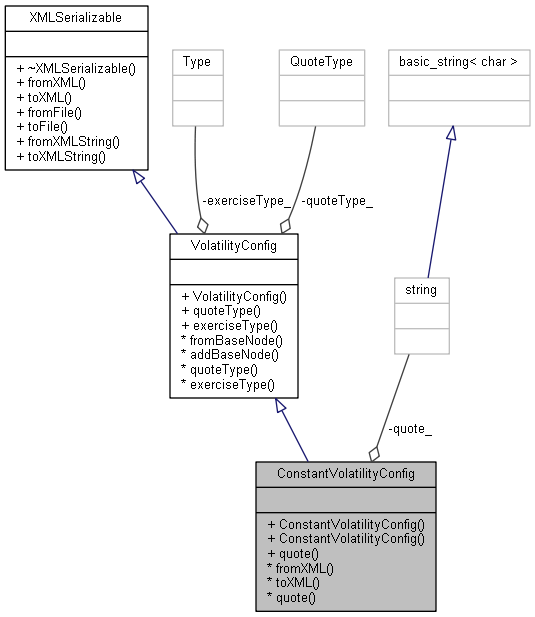 XMLSerializable
+ ~XMLSerializable()
+ fromXML()
+ toXML()
+ fromFile()
+ toFile()
+ fromXMLString()
+ toXMLString()
Type
QuoteType
basic_string< char >
-exerciseType_
-quoteType_
VolatilityConfig
+ VolatilityConfig()
+ quoteType()
+ exerciseType()
* fromBaseNode()
* addBaseNode()
* quoteType()
* exerciseType()
string
-quote_
ConstantVolatilityConfig
+ ConstantVolatilityConfig()
+ ConstantVolatilityConfig()
+ quote()
* fromXML()
* toXML()
* quote()